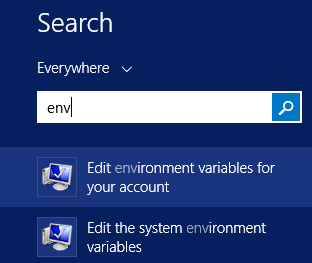 Search
Everywhere
env
Edit environment variables for
your account
Edit the system environment
variables